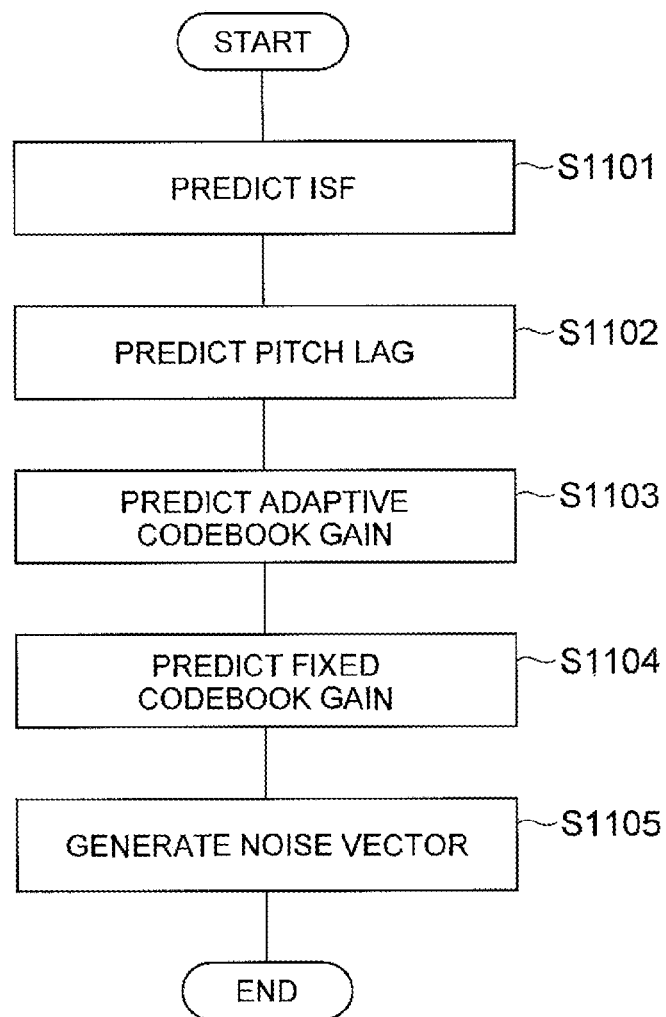 START
PREDICT ISF
S1101
PREDICT PITCH LAG
S1102
PREDICT ADAPTIVE
CODEBOOK GAIN
S1103
PREDICT FIXED
CODEBOOK GAIN
S1104
GENERATE NOISE VECTOR
S1105
END